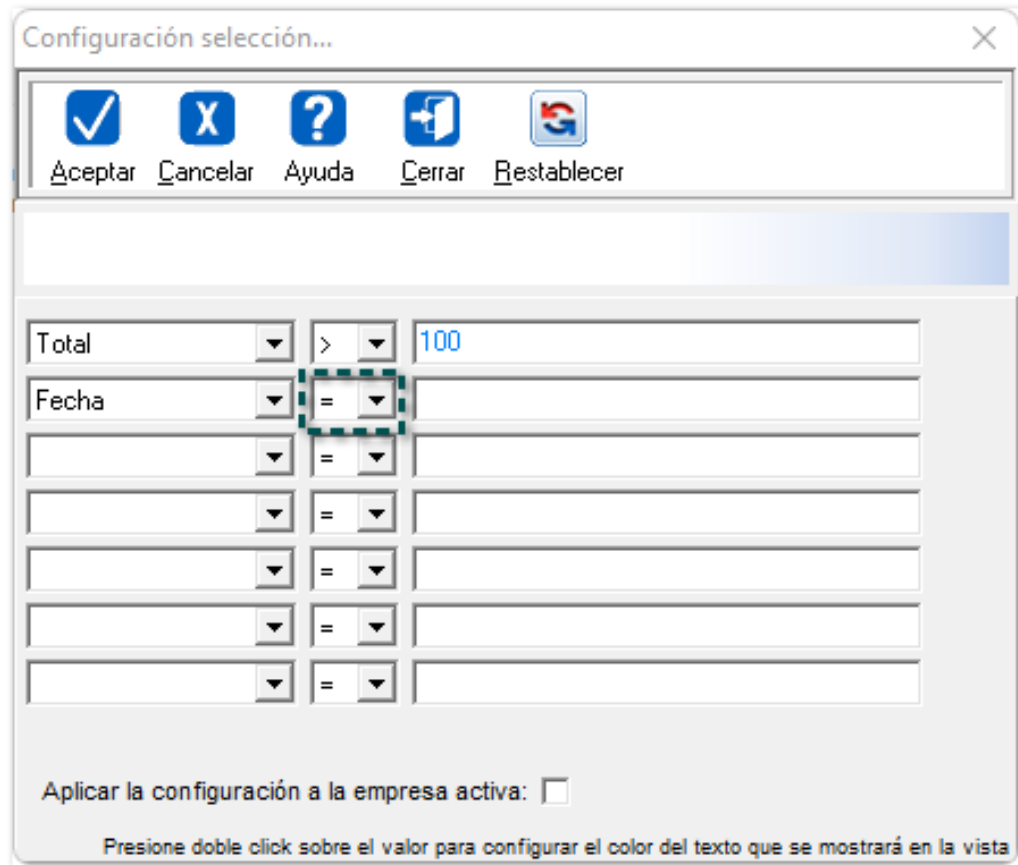 Configuración selección...
Aceptar Cancelar Ayuda Cerrar Restablecer
Total > 100
Fecha =
=
=
=
=
=
Aplicar la configuración a la empresa activa:
Presione doble click sobre el valor para configurar el color del texto que se mostrará en la vista